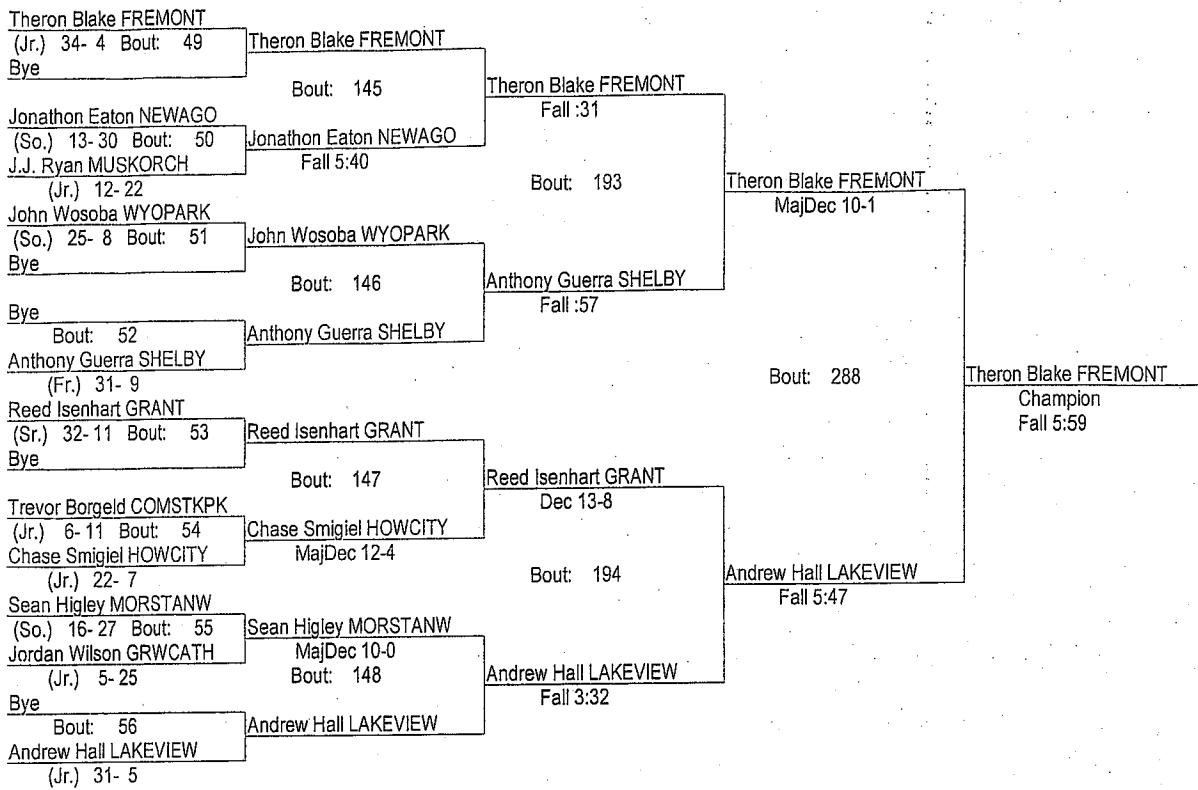 Theron Blake FREMONT
(Jr.) 34- 4 Bout: 49
Bye
Theron Blake FREMONT
Bout: 145
Jonathon Eaton NEWAGO
(So.) 13- 30 Bout: 50
J.J. Ryan MUSKORCH
(Jr.) 12- 22
Jonathon Eaton NEWAGO
Fall 5:40
Theron Blake FREMONT
Fall :31
Bout: 193
John Wosoba WYOPARK
(So.) 25- 8 Bout: 51
Bye
John Wosoba WYOPARK
Bout: 146
Bye
Bout: 52
Anthony Guerra SHELBY
(Fr.) 31- 9
Anthony Guerra SHELBY
Anthony Guerra SHELBY
Fall :57
Theron Blake FREMONT
MajDec 10-1
Bout: 288
Reed Isenhart GRANT
(Sr.) 32- 11 Bout: 53
Bye
Reed Isenhart GRANT
Bout: 147
Trevor Borgeld COMSTKPK
(Jr.) 6- 11 Bout: 54
Chase Smigiel HOWCITY
(Jr.) 22- 7
Chase Smigiel HOWCITY
MajDec 12-4
Reed Isenhart GRANT
Dec 13-8
Bout: 194
Sean Higley MORSTANW
(So.) 16- 27 Bout: 55
Jordan Wilson GRWCATH
(Jr.) 5- 25
Sean Higley MORSTANW
MajDec 10-0
Bout: 148
Bye
Bout: 56
Andrew Hall LAKEVIEW
(Jr.) 31- 5
Andrew Hall LAKEVIEW
Andrew Hall LAKEVIEW
Fall 3:32
Andrew Hall LAKEVIEW
Fall 5:47
Theron Blake FREMONT
Champion
Fall 5:59